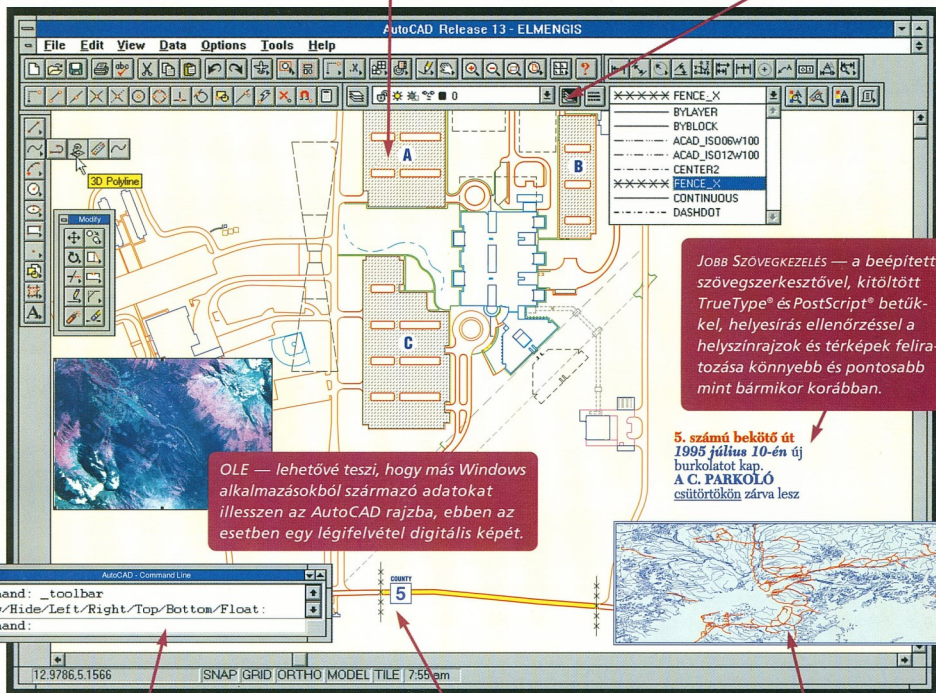 AutoCAD Release 13 - ELMENGIS
File Edit View Data Options Tools Help
0
FENCE_X
BYLAYER
BYBLOCK
ACAD_ISO06W100
ACAD_ISO12W100
CENTER2
FENCE_X
CONTINUOUS
DASHDOT
3D Polyline
Modify
A
B
C
JOBB SZÖVEGKEZELÉS — a beépített
szövegszerkesztővel, kitöltött
TrueType® és PostScript® betűk-
kel, helyesírás ellenőrzéssel a
helyszínrajzok és térképek felira-
tozása könnyebb és pontosabb
mint bármikor korábban.
5. számú bekötő út
1995 július 10-én új
burkolatot kap.
A C. PARKOLÓ
csütörtökön zárva lesz
OLE — lehetővé teszi, hogy más Windows
alkalmazásokból származó adatokat
illesszen az AutoCAD rajzba, ebben az
esetben egy légifelvétel digitális képét.
AutoCAD - Command Line
mand: _toolbar
w/Hide/Left/Right/Top/Bottom/Float:
mand:
COUNTY
5
12.9786,5.1566 SNAP GRID ORTHO MODEL TILE 7:55 am